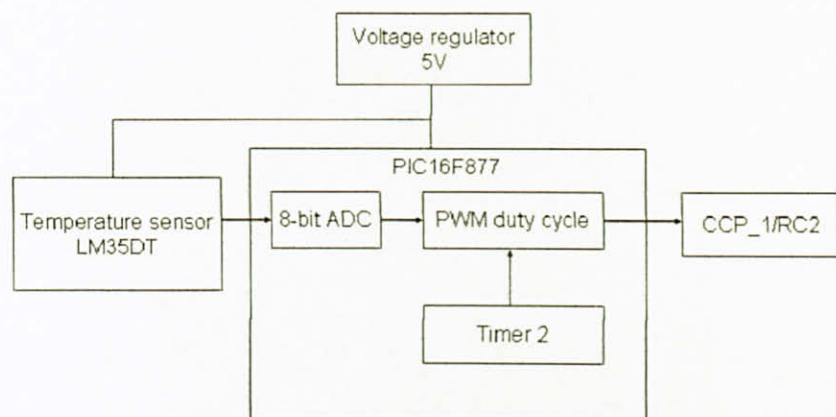 Voltage regulator
5V
PIC16F877
Temperature sensor
LM35DT
8-bit ADC
PWM duty cycle
CCP_1/RC2
Timer 2